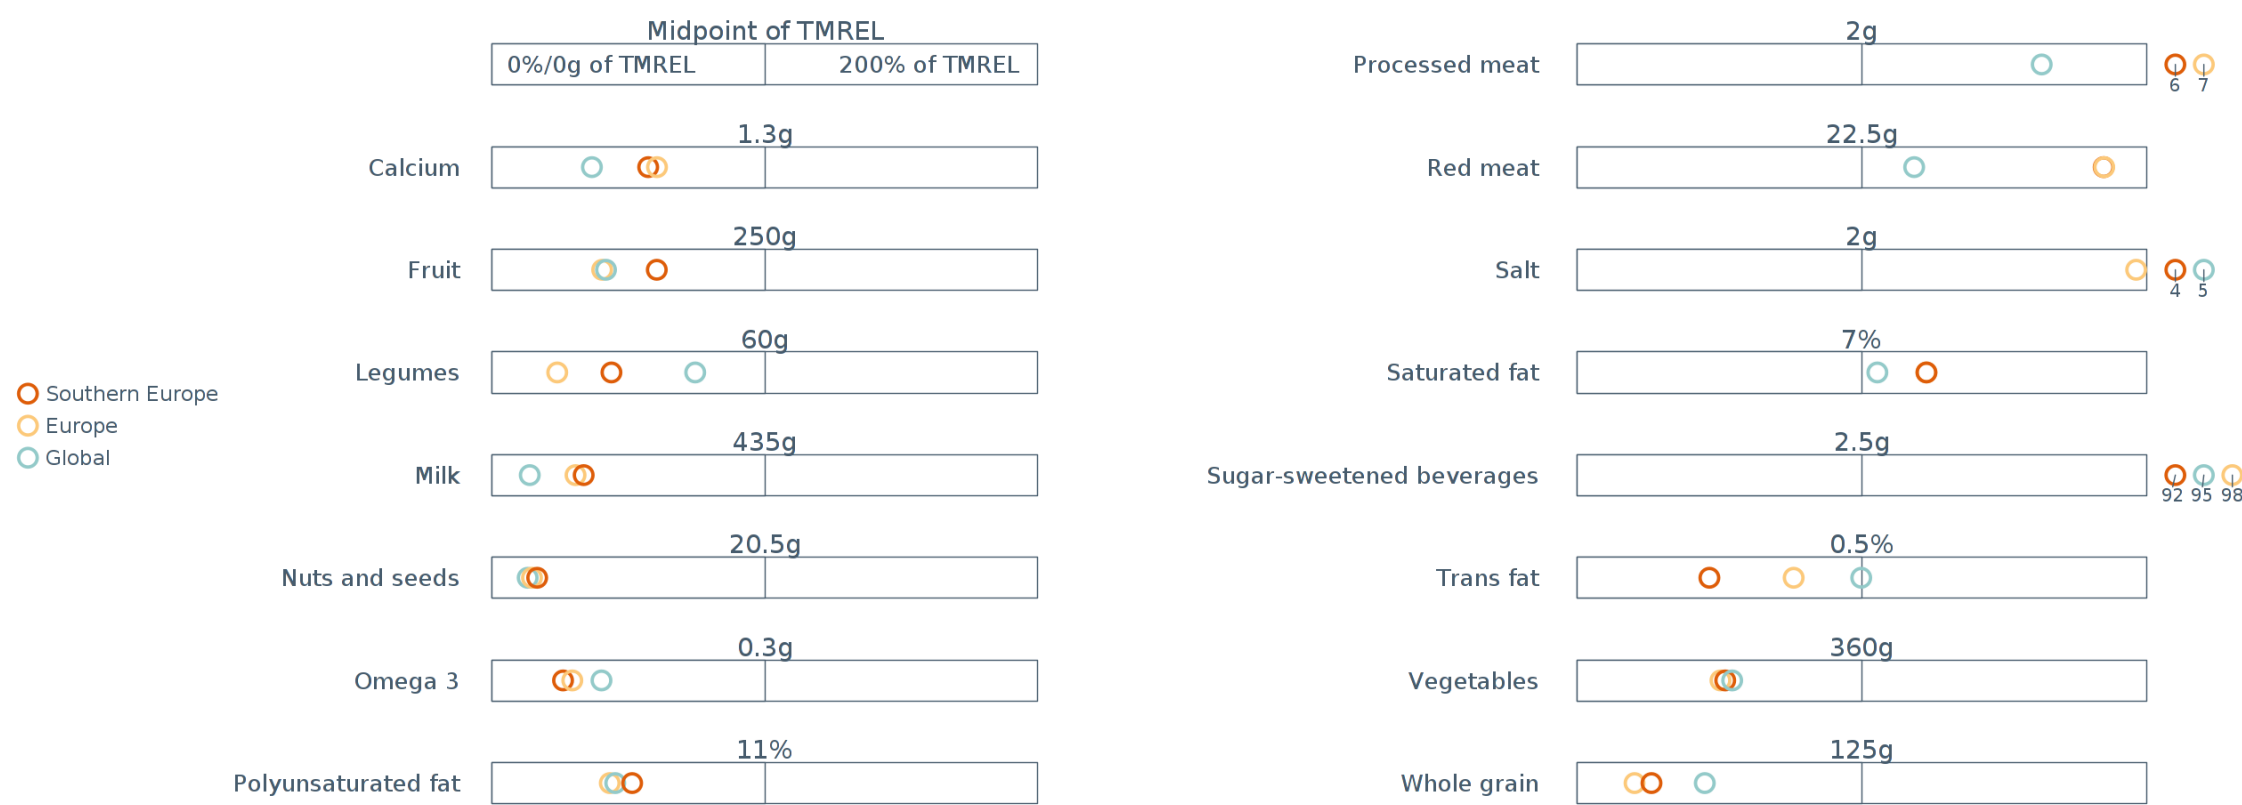 Midpoint of TMREL
0%/0g of TMREL 200% of TMREL
1.3g
Calcium
250g
Fruit
60g
Legumes
435g
Milk
20.5g
Nuts and seeds
0.3g
Omega 3
11%
Polyunsaturated fat
Southern Europe
Europe
Global
2g
Processed meat
6 7
22.5g
Red meat
2g
Salt
4 5
7%
Saturated fat
2.5g
Sugar-sweetened beverages
92 95 98
0.5%
Trans fat
360g
Vegetables
125g
Whole grain